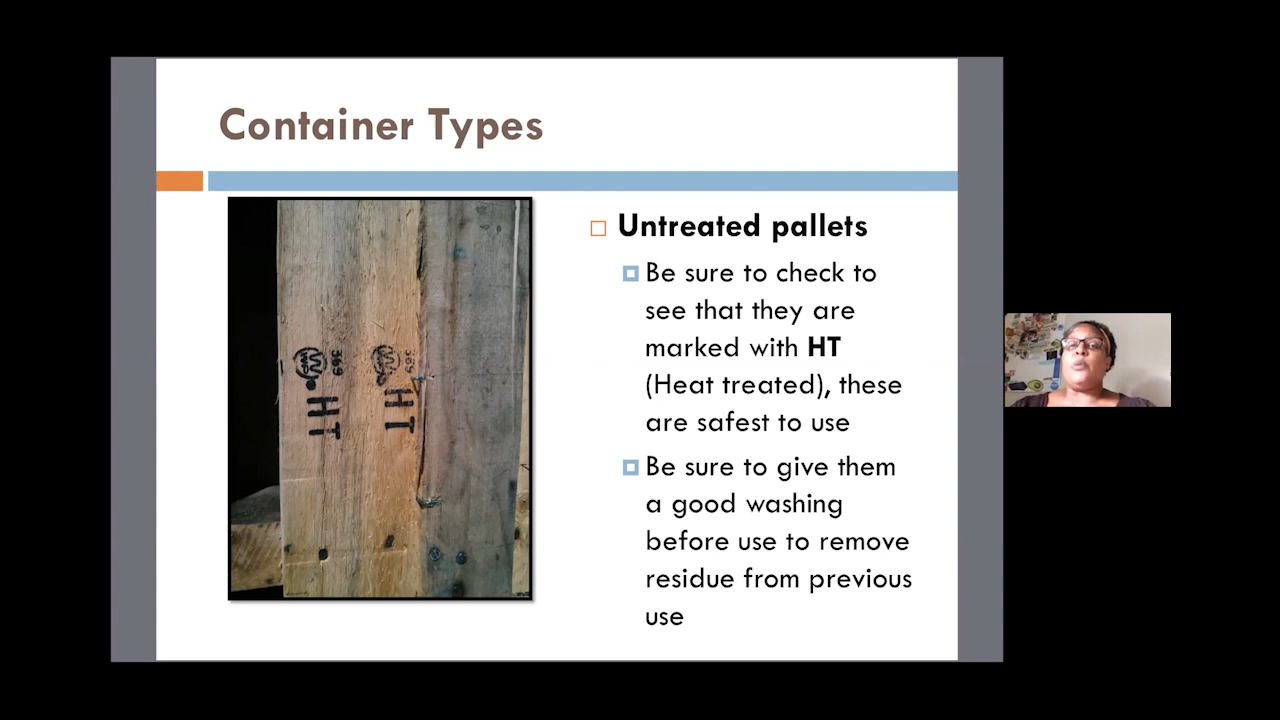 Container Types
Untreated pallets
Be sure to check to
see that they are
marked with HT
(Heat treated), these
are safest to use
Be sure to give them
a good washing
before use to remove
residue from previous
use
HT
HT